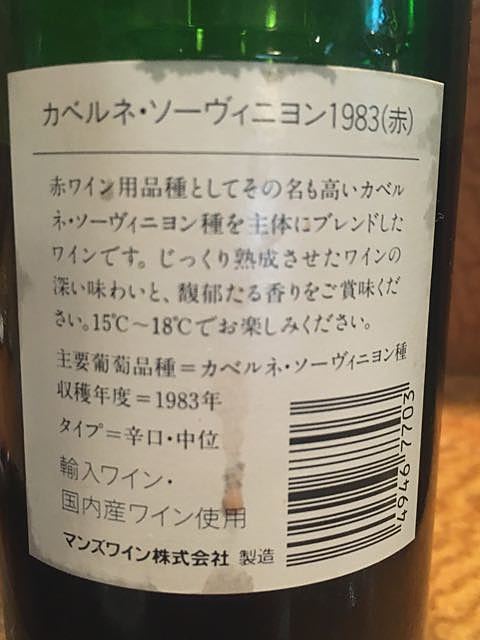 カベルネ・ソーヴィニヨン1983(赤)
赤ワイン用品種としてその名も高いカベル
ネ・ソーヴィニヨン種を主体にブレンドした
ワインです。じっくり熟成させたワインの
深い味わいと、馥郁たる香りをご賞味くだ
さい。15℃〜18℃でお楽しみください。
主要葡萄品種＝カベルネ・ソーヴィニヨン種
収穫年度＝1983年
タイプ＝辛口・中位
輸入ワイン・
国内産ワイン使用
マンズワイン株式会社 製造
4946 7703